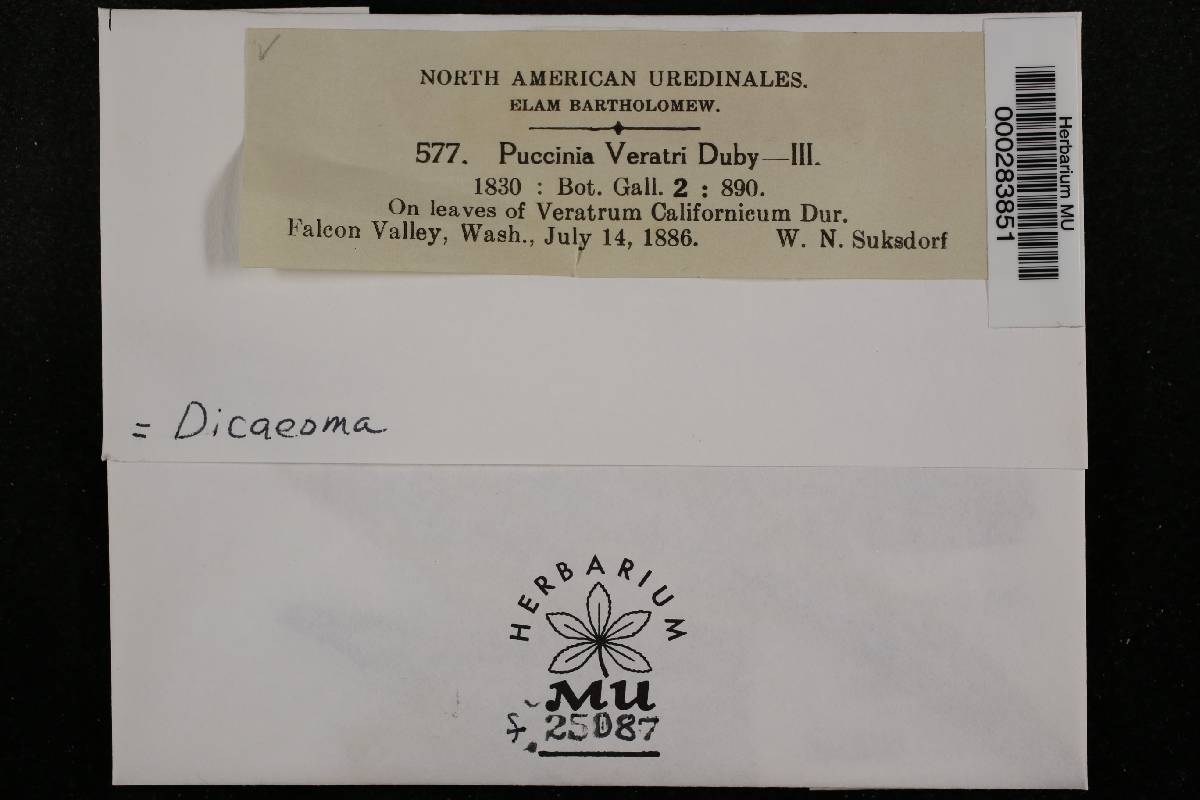 NORTH AMERICAN UREDINALES.
ELAM BARTHOLOMEW.
577. Puccinia Veratri Duby—III.
1830 : Bot. Gall. 2 : 890.
On leaves of Veratrum Californicum Dur.
Falcon Valley, Wash., July 14, 1886. W. N. Suksdorf
Herbarium MU
000283851
= Dicaeoma
HERBARIUM
MU
f. 25087